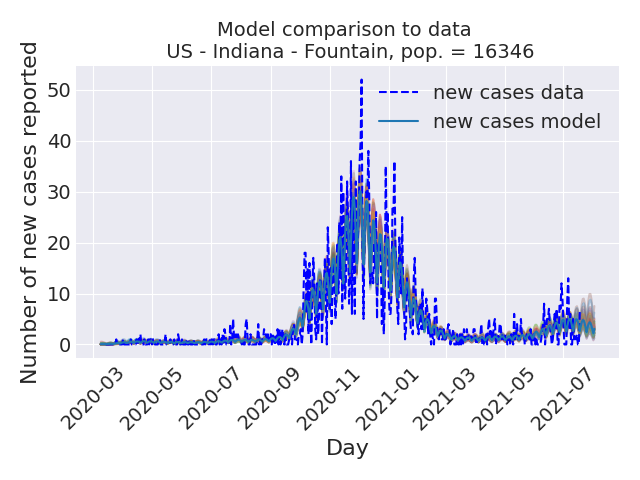 Model comparison to data
US - Indiana - Fountain, pop. = 16346
Number of new cases reported
50
40
30
20
10
0
new cases data
new cases model
2020-03
2020-05
2020-07
2020-09
2020-11
2021-01
2021-03
2021-05
2021-07
Day